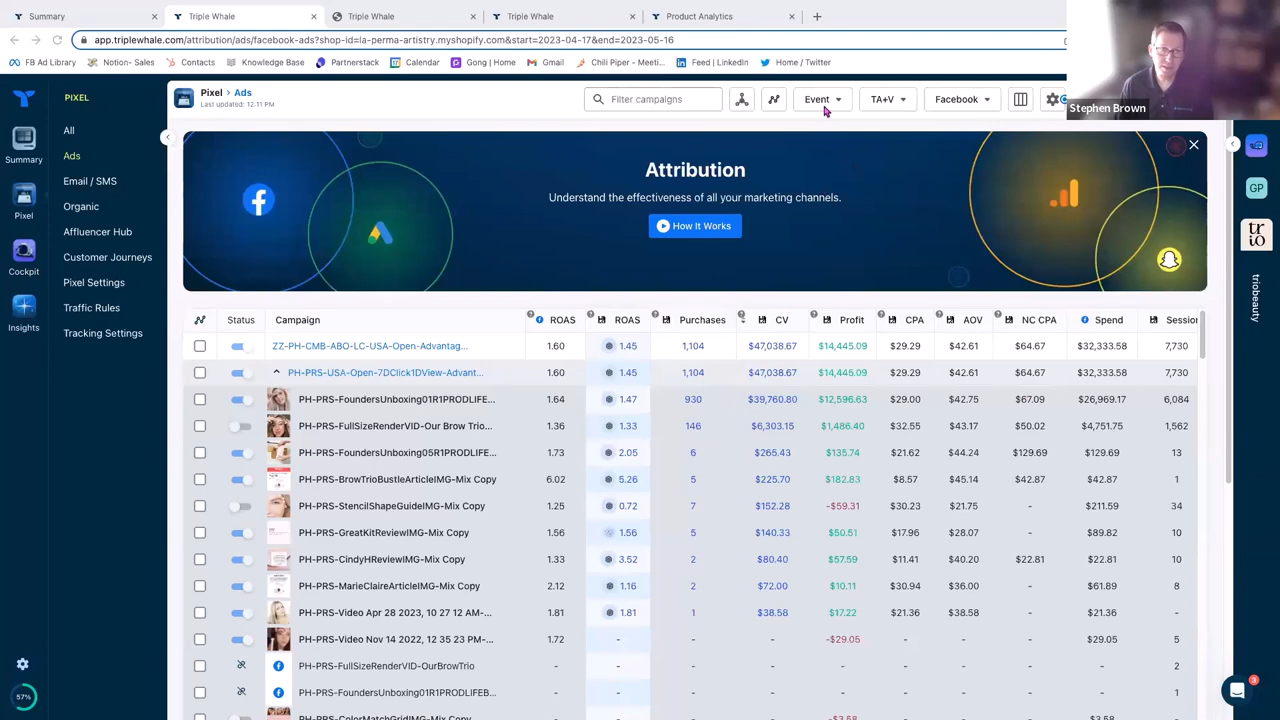 Summary
Triple Whale
Triple Whale
Triple Whale
Product Analytics
app.triplewhale.com/attribution/ads/facebook-ads?shop-id=la-perma-artistry.myshopify.com&start=2023-04-17&end=2023-05-16
FB Ad Library
Notion- Sales
Contacts
Knowledge Base
Partnerstack
Calendar
Gong | Home
Gmail
Chili Piper - Meeti...
Feed | LinkedIn
Home / Twitter
Stephen Brown
Summary
Pixel
Cockpit
Insights
57%
PIXEL
All
Ads
Email / SMS
Organic
Affluencer Hub
Customer Journeys
Pixel Settings
Traffic Rules
Tracking Settings
Pixel > Ads
Last updated: 12:11 PM
Filter campaigns
Event
TA+V
Facebook
Attribution
Understand the effectiveness of all your marketing channels.
How It Works
Status Campaign ROAS ROAS Purchases CV Profit CPA AOV NC CPA Spend Session
ZZ-PH-CMB-ABO-LC-USA-Open-Advantag... 1.60 1.45 1,104 $47,038.67 $14,445.09 $29.29 $42.61 $64.67 $32,333.58 7,730
PH-PRS-USA-Open-7DClick1DView-Advant... 1.60 1.45 1,104 $47,038.67 $14,445.09 $29.29 $42.61 $64.67 $32,333.58 7,730
PH-PRS-FoundersUnboxing01R1PRODLIFE... 1.64 1.47 930 $39,760.80 $12,596.63 $29.00 $42.75 $67.09 $26,969.17 6,084
PH-PRS-FullSizeRenderVID-Our Brow Trio... 1.36 1.33 146 $6,303.15 $1,486.40 $32.55 $43.17 $50.02 $4,751.75 1,562
PH-PRS-FoundersUnboxing05R1PRODLIFE... 1.73 2.05 6 $265.43 $135.74 $21.62 $44.24 $129.69 $129.69 13
PH-PRS-BrowTrioBustleArticleIMG-Mix Copy 6.02 5.26 5 $225.70 $182.83 $8.57 $45.14 $42.87 $42.87 1
PH-PRS-StencilShapeGuideIMG-Mix Copy 1.25 0.72 7 $152.28 -$59.31 $30.23 $21.75 - $211.59 34
PH-PRS-GreatKitReviewIMG-Mix Copy 1.56 1.56 5 $140.33 $50.51 $17.96 $28.07 - $89.82 10
PH-PRS-CindyHReviewIMG-Mix Copy 1.33 3.52 2 $80.40 $57.59 $11.41 $40.20 $22.81 $22.81 10
PH-PRS-MarieClaireArticleIMG-Mix Copy 2.12 1.16 2 $72.00 $10.11 $30.94 $36.00 - $61.89 8
PH-PRS-Video Apr 28 2023, 10 27 12 AM-... 1.81 1.81 1 $38.58 $17.22 $21.36 $38.58 - $21.36 5
PH-PRS-Video Nov 14 2022, 12 35 23 PM-... 1.72 - - - -$29.05 - - - $29.05 5
PH-PRS-FullSizeRenderVID-OurBrowTrio - - - - - - - - - 2
PH-PRS-FoundersUnboxing01R1PRODLIFEB... - - - - - - - - - 1
PH-PRS-ColorMatchGridIMG-Mix Copy - - - - -$3.58 - - - $3.58 -
GP
trio
triobeauty
3